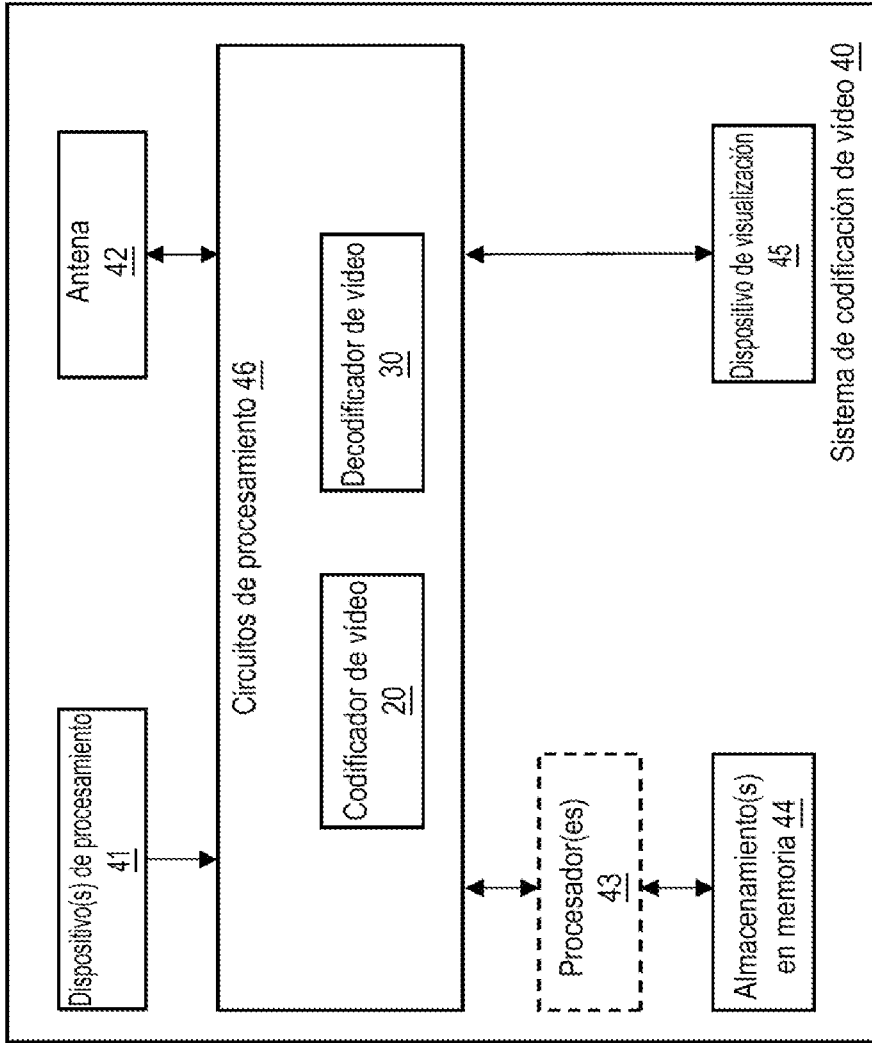 Dispositivo(s) de procesamiento
41
Antena
42
Circuitos de procesamiento 46
Codificador de vídeo
20
Decodificador de vídeo
30
Procesador(es)
43
Almacenamiento(s)
en memoria 44
Dispositivo de visualización
45
Sistema de codificación de vídeo 40